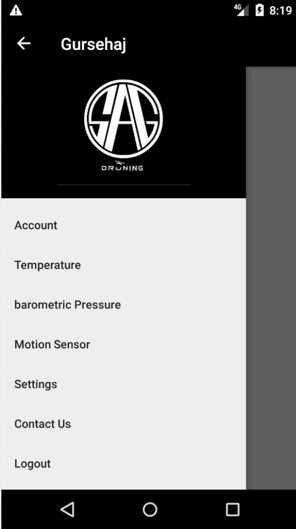 4G 8:19
Gursehaj
SAG
DRONING
Account
Temperature
barometric Pressure
Motion Sensor
Settings
Contact Us
Logout